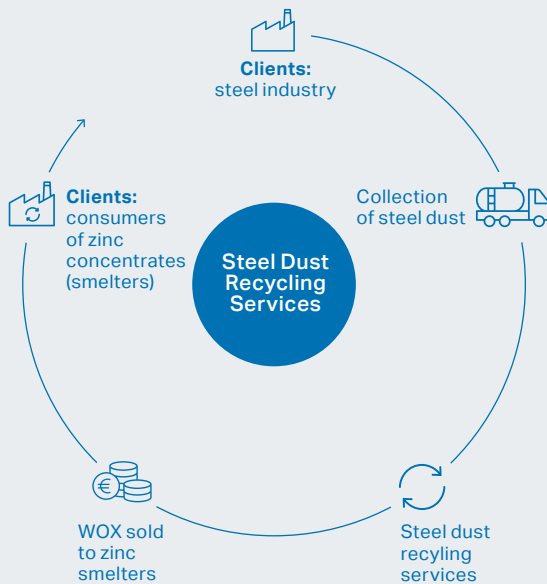 Clients:
steel industry
Collection
of steel dust
Steel dust
recyling
services
WOX sold
to zinc
smelters
Clients:
consumers
of zinc
concentrates
(smelters)
Steel Dust
Recycling
Services
€